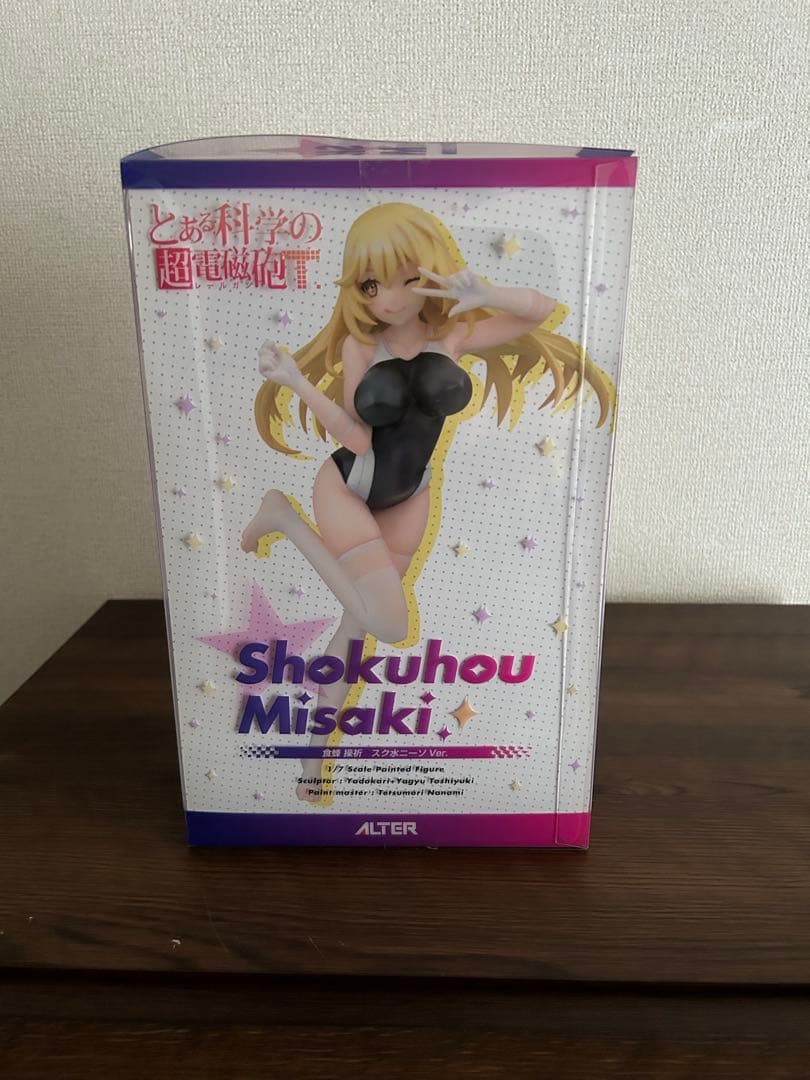 とある科学の
超電磁砲T.
レールガン
Shokuhou
Misaki
食蜂 操祈 スク水ニーソ Ver.
1/7 Scale Painted Figure
Sculptor : Yadokari・Yagyu Toshiyuki
Paint master : Tetsumori Nanami
ALTER